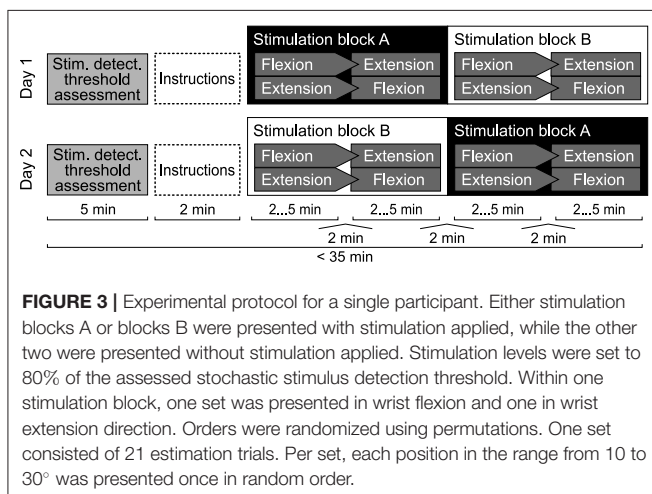 Day 1
Stim. detect.
threshold
assessment
Instructions
Stimulation block A
Flexion
Extension
Extension
Flexion
Stimulation block B
Flexion
Extension
Extension
Flexion
Day 2
Stim. detect.
threshold
assessment
Instructions
Stimulation block B
Flexion
Extension
Extension
Flexion
Stimulation block A
Flexion
Extension
Extension
Flexion
5 min
2 min
2...5 min
2...5 min
2...5 min
2...5 min
2 min
2 min
2 min
< 35 min
FIGURE 3 | Experimental protocol for a single participant. Either stimulation
blocks A or blocks B were presented with stimulation applied, while the other
two were presented without stimulation applied. Stimulation levels were set to
80% of the assessed stochastic stimulus detection threshold. Within one
stimulation block, one set was presented in wrist flexion and one in wrist
extension direction. Orders were randomized using permutations. One set
consisted of 21 estimation trials. Per set, each position in the range from 10 to
30° was presented once in random order.